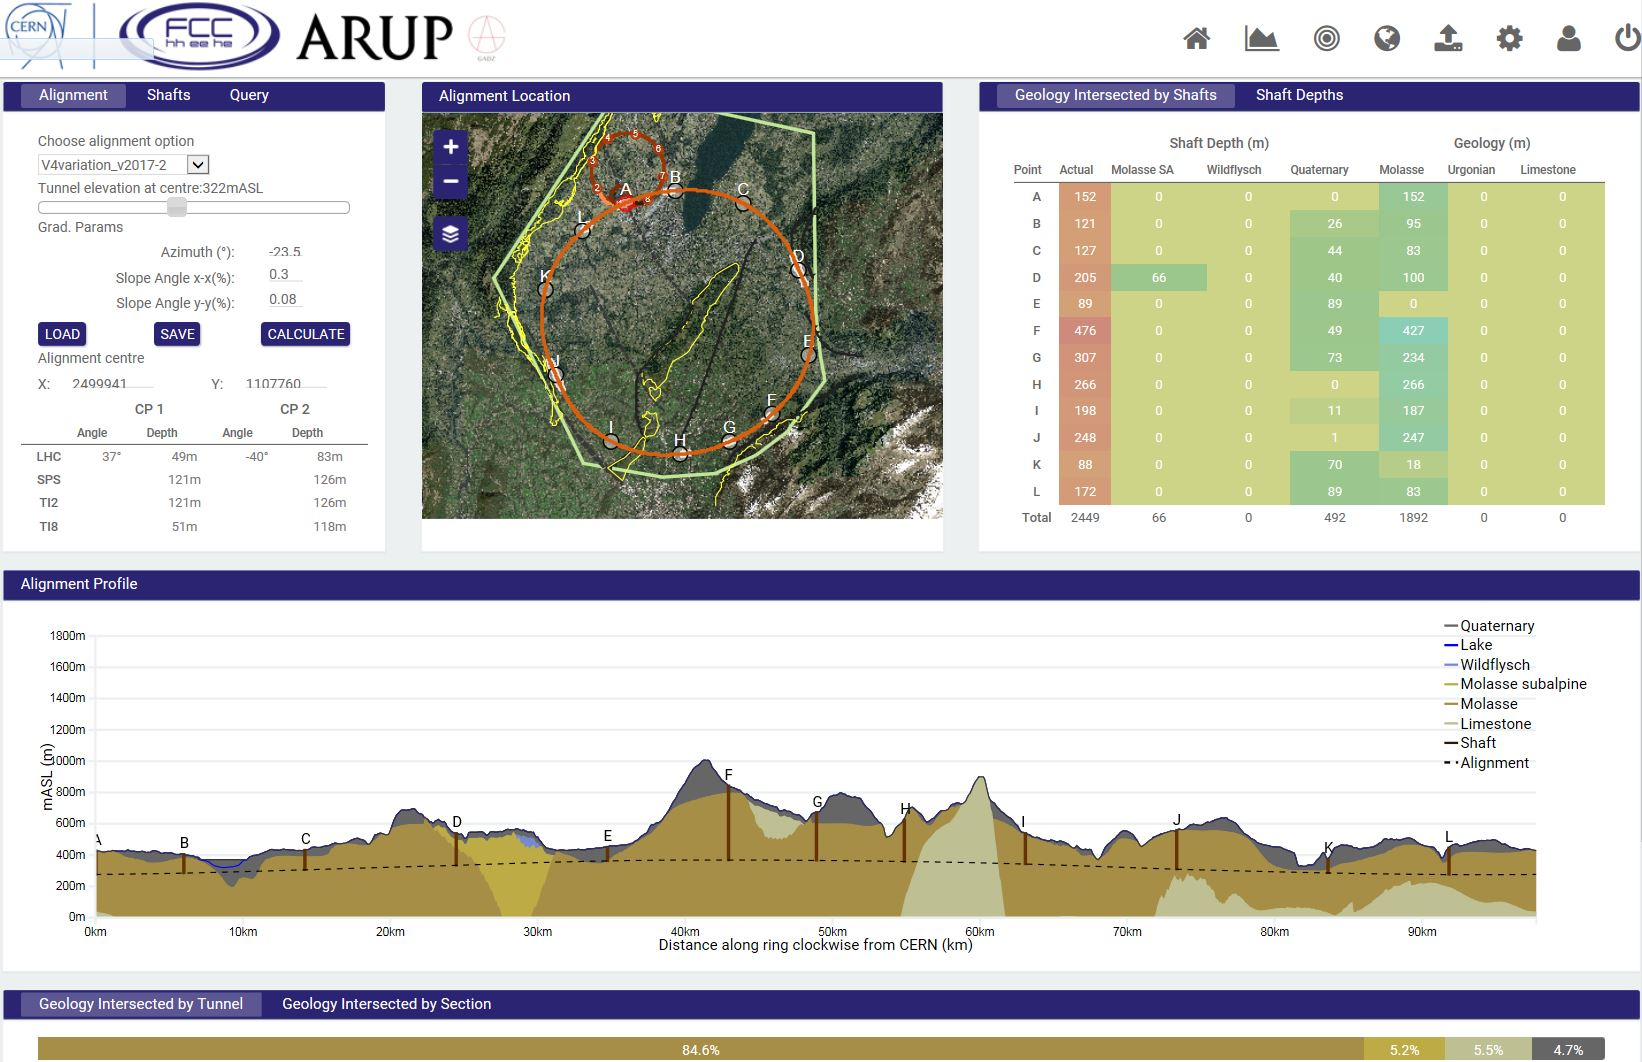 CERN
FCC
hh ee he
ARUP
GADZ
Alignment Shafts Query
Choose alignment option
V4variation_v2017-2
Tunnel elevation at centre:322mASL
Grad. Params
Azimuth (°): -23.5
Slope Angle x-x(%): 0.3
Slope Angle y-y(%): 0.08
LOAD SAVE CALCULATE
Alignment centre
X: 2499941 Y: 1107760
CP 1 CP 2
Angle Depth Angle Depth
LHC 37° 49m -40° 83m
SPS 121m 126m
TI2 121m 126m
TI8 51m 118m
Alignment Location
+
−
4 5
3 6
2 7
8
A B C
L D
K
J E
I H G F
Geology Intersected by Shafts Shaft Depths
Shaft Depth (m) Geology (m)
Point Actual Molasse SA Wildflysch Quaternary Molasse Urgonian Limestone
A 152 0 0 0 152 0 0
B 121 0 0 26 95 0 0
C 127 0 0 44 83 0 0
D 205 66 0 40 100 0 0
E 89 0 0 89 0 0 0
F 476 0 0 49 427 0 0
G 307 0 0 73 234 0 0
H 266 0 0 0 266 0 0
I 198 0 0 11 187 0 0
J 248 0 0 1 247 0 0
K 88 0 0 70 18 0 0
L 172 0 0 89 83 0 0
Total 2449 66 0 492 1892 0 0
Alignment Profile
1800m
1600m
1400m
1200m
1000m
800m
600m
400m
200m
0m
mASL (m)
A B C D E F G H I J K L
Quaternary
Lake
Wildflysch
Molasse subalpine
Molasse
Limestone
Shaft
Alignment
0km 10km 20km 30km 40km 50km 60km 70km 80km 90km
Distance along ring clockwise from CERN (km)
Geology Intersected by Tunnel Geology Intersected by Section
84.6% 5.2% 5.5% 4.7%